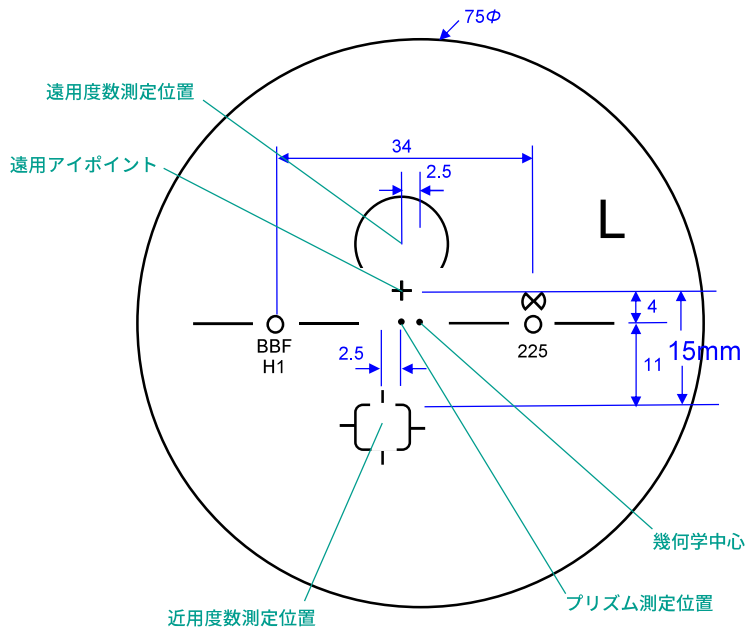 75Φ
遠用度数測定位置
34
遠用アイポイント
2.5
L
4
BBF
H1
225
2.5
11
15mm
幾何学中心
プリズム測定位置
近用度数測定位置